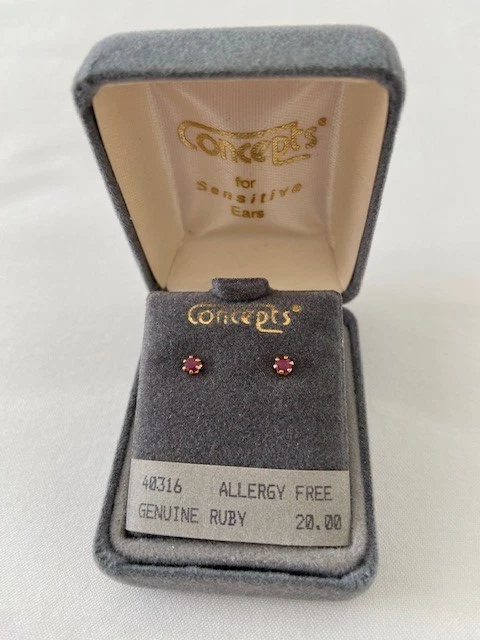 Concepts®
for
Sensitive
Ears
Concepts®
40316 ALLERGY FREE
GENUINE RUBY 20.00